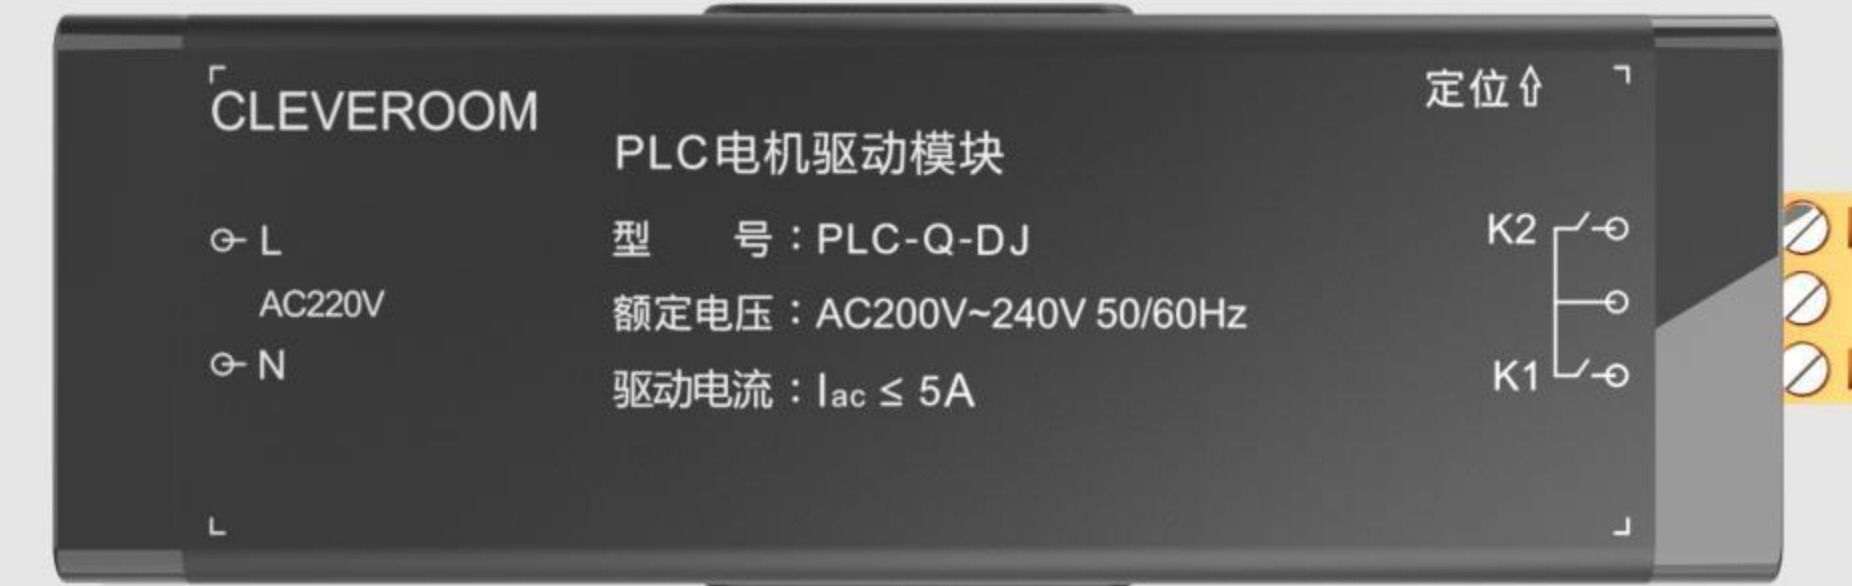 定位⇧
CLEVEROOM
PLC电机驱动模块
K2
型 号：PLC-Q-DJ
L
AC220V
额定电压：AC200V~240V 50/60Hz
N
K1
驱动电流：Iac ≤ 5A